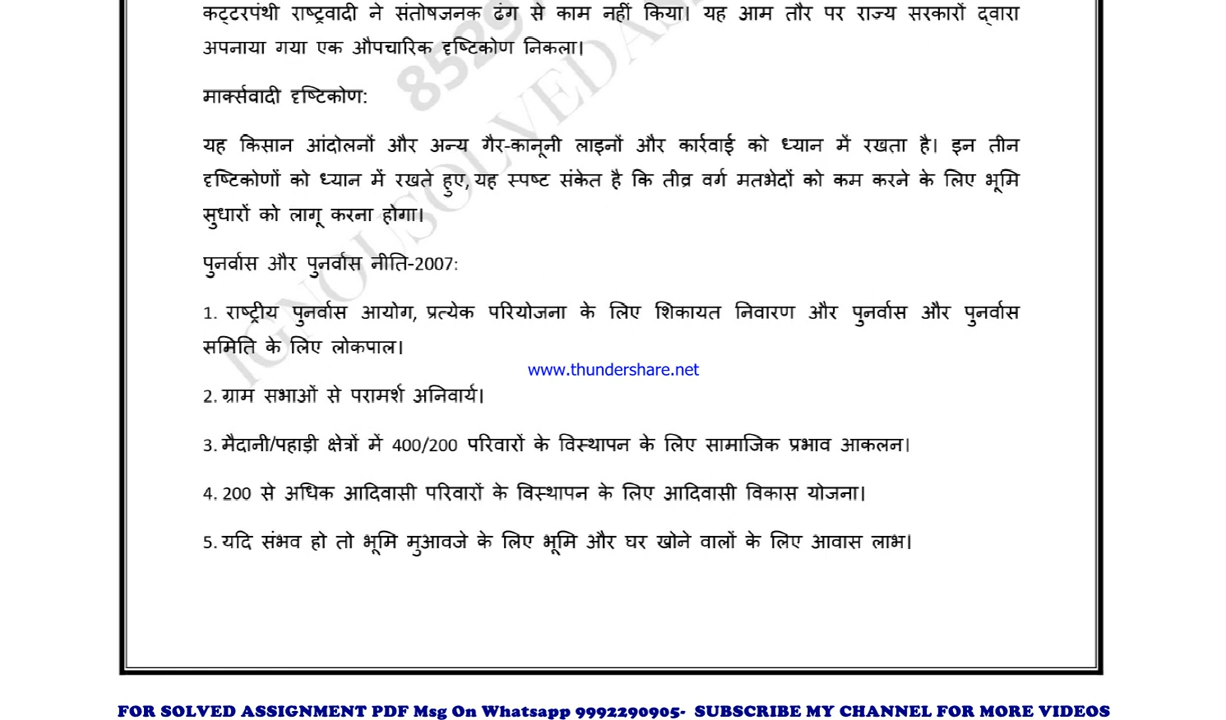 कट्टरपंथी राष्ट्रवादी ने संतोषजनक ढंग से काम नहीं किया। यह आम तौर पर राज्य सरकारों द्वारा
अपनाया गया एक औपचारिक दृष्टिकोण निकला।
8529
मार्क्सवादी दृष्टिकोण:
यह किसान आंदोलनों और अन्य गैर-कानूनी लाइनों और कार्रवाई को ध्यान में रखता है। इन तीन
दृष्टिकोणों को ध्यान में रखते हुए, यह स्पष्ट संकेत है कि तीव्र वर्ग मतभेदों को कम करने के लिए भूमि
सुधारों को लागू करना होगा।
IGNOUSOLVEDAS
पुनर्वास और पुनर्वास नीति-2007:
1. राष्ट्रीय पुनर्वास आयोग, प्रत्येक परियोजना के लिए शिकायत निवारण और पुनर्वास और पुनर्वास
समिति के लिए लोकपाल।
www.thundershare.net
2. ग्राम सभाओं से परामर्श अनिवार्य।
3. मैदानी/पहाड़ी क्षेत्रों में 400/200 परिवारों के विस्थापन के लिए सामाजिक प्रभाव आकलन।
4. 200 से अधिक आदिवासी परिवारों के विस्थापन के लिए आदिवासी विकास योजना।
5. यदि संभव हो तो भूमि मुआवजे के लिए भूमि और घर खोने वालों के लिए आवास लाभ।
FOR SOLVED ASSIGNMENT PDF Msg On Whatsapp 9992290905- SUBSCRIBE MY CHANNEL FOR MORE VIDEOS